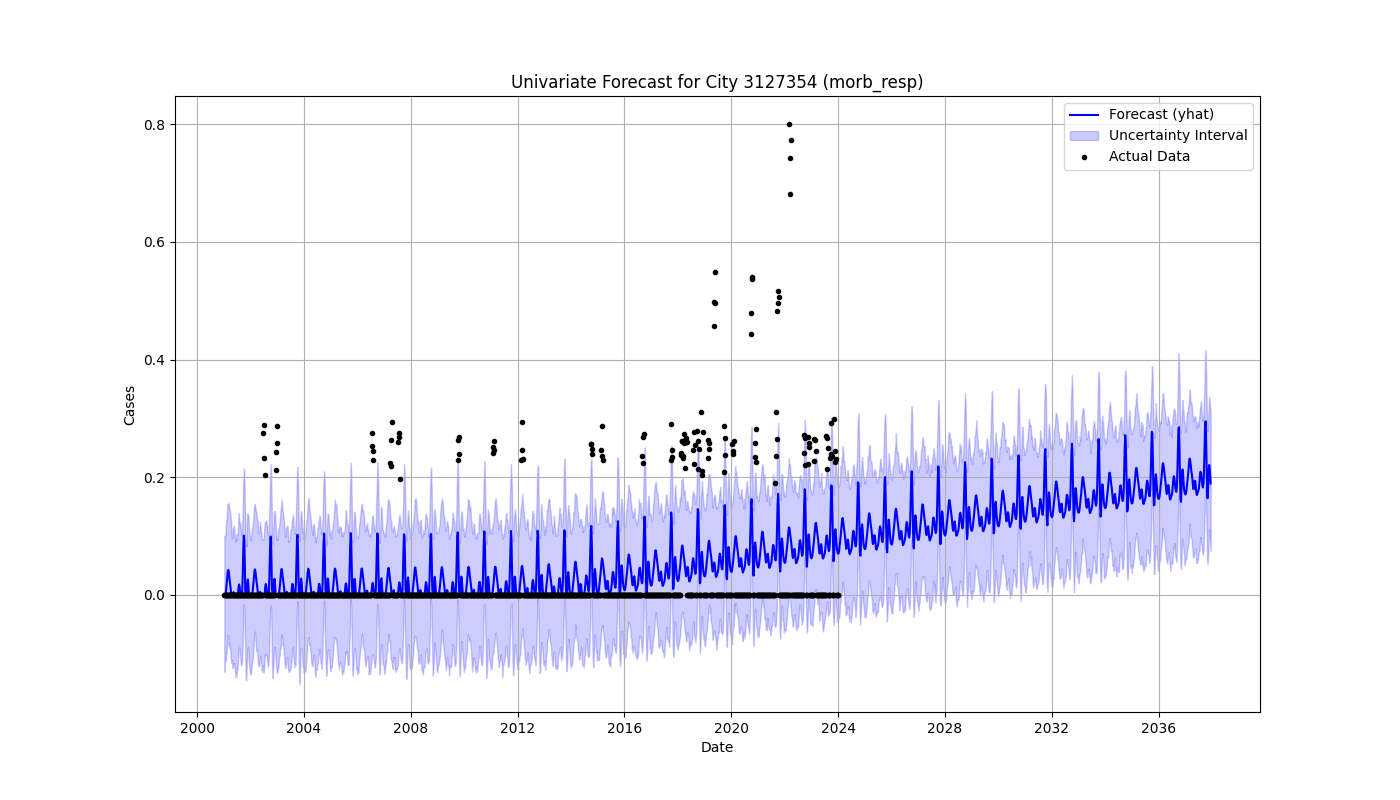 Univariate Forecast for City 3127354 (morb_resp)
Forecast (yhat)
Uncertainty Interval
Actual Data
Cases
0.8
0.6
0.4
0.2
0.0
2000 2004 2008 2012 2016 2020 2024 2028 2032 2036
Date